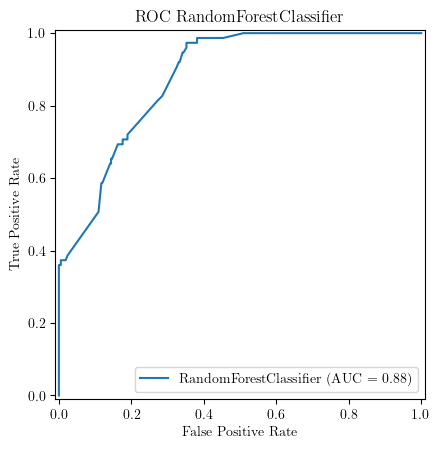 ROC RandomForestClassifier
1.0
0.8
0.6
0.4
0.2
0.0
True Positive Rate
RandomForestClassifier (AUC = 0.88)
0.0 0.2 0.4 0.6 0.8 1.0
False Positive Rate